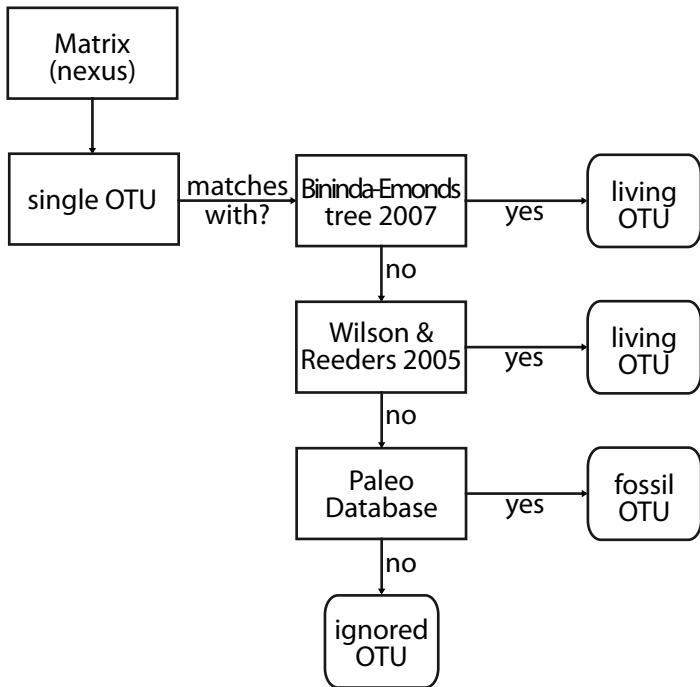 Matrix
(nexus)
single OTU
matches
with?
Bininda-Emonds
tree 2007
yes
living
OTU
no
Wilson &
Reeders 2005
yes
living
OTU
no
Paleo
Database
yes
fossil
OTU
no
ignored
OTU